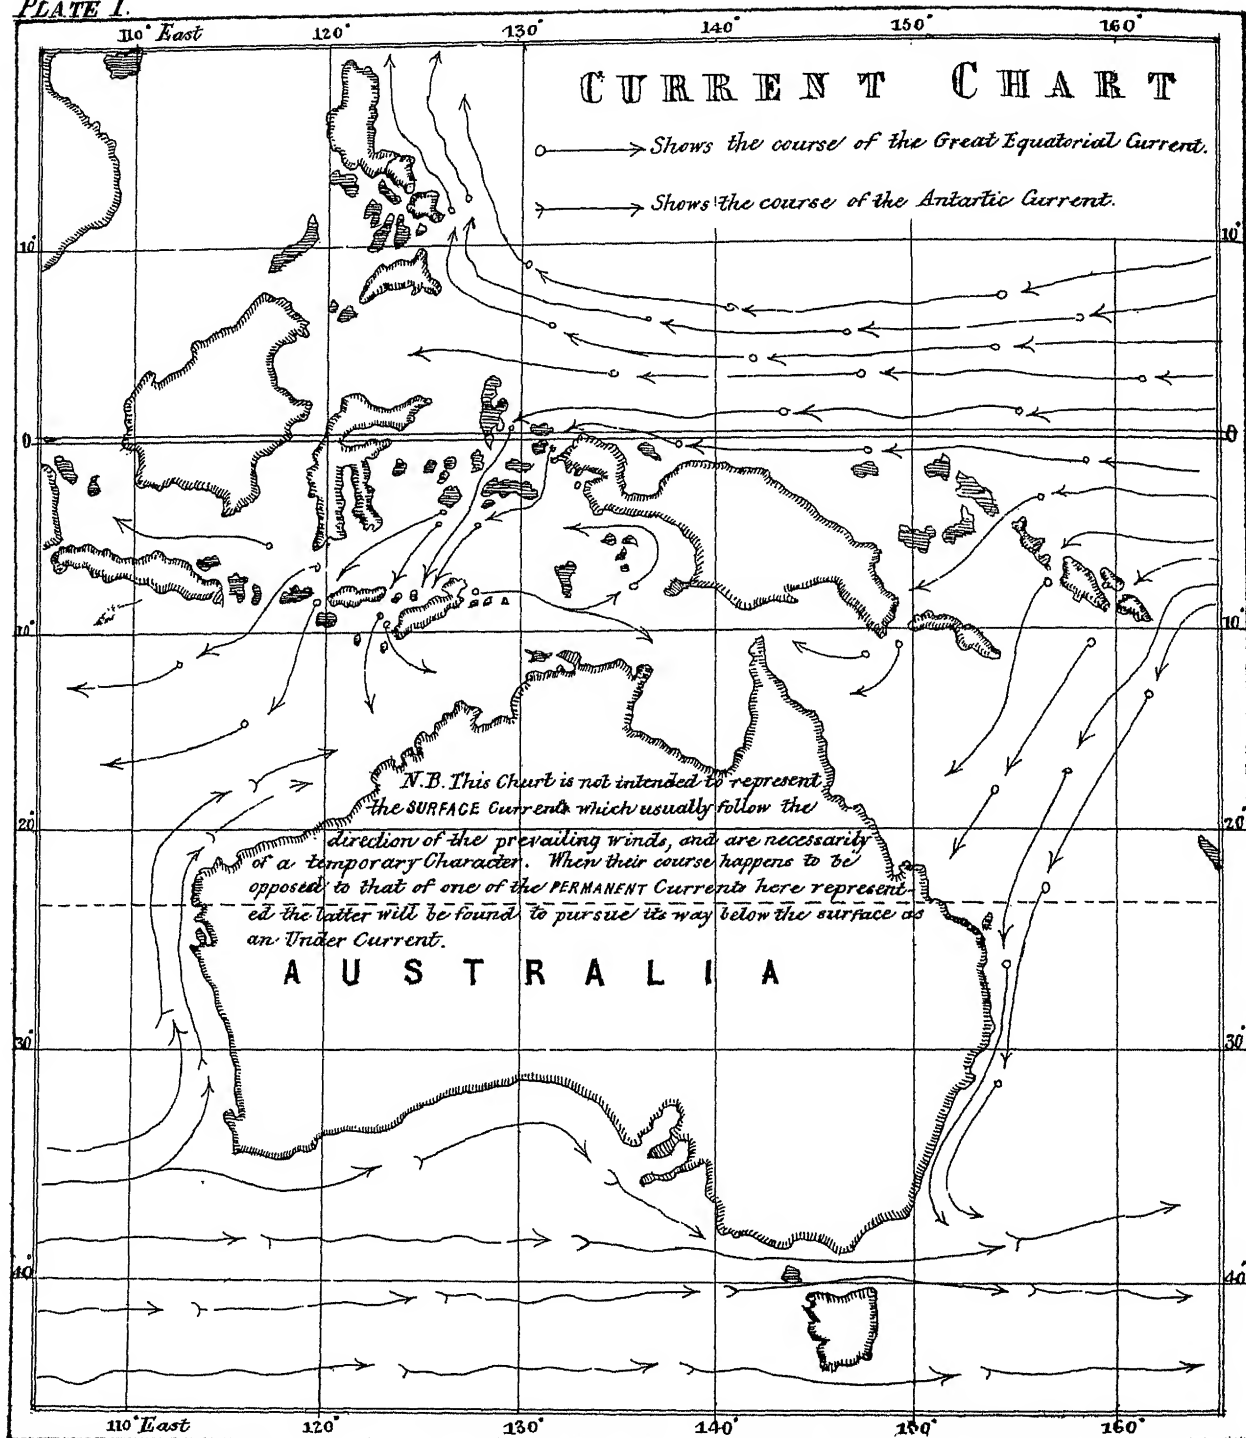 PLATE I.
110° East 120° 130° 140° 150° 160°
CURRENT CHART
Shows the course of the Great Equatorial Current.
Shows the course of the Antartic Current.
10° 10°
0 0
10° 10°
N.B. This Chart is not intended to represent
the SURFACE Currents which usually follow the
direction of the prevailing winds, and are necessarily
20° 20°
of a temporary Character. When their course happens to be
opposed to that of one of the PERMANENT Currents here represent-
ed the latter will be found to pursue its way below the surface as
an Under Current.
AUSTRALIA
30° 30°
40° 40°
110° East 120° 130° 140° 150° 160°